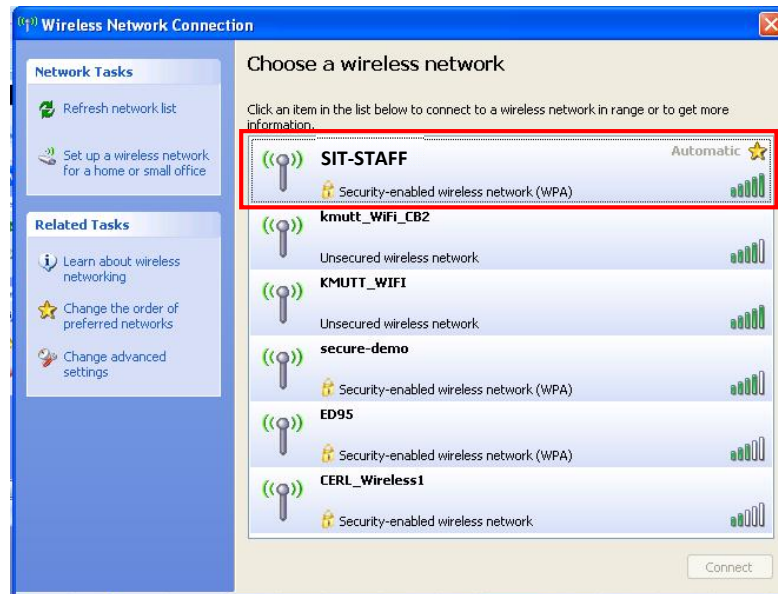 Wireless Network Connection
Network Tasks
Refresh network list
Set up a wireless network
for a home or small office
Related Tasks
Learn about wireless
networking
Change the order of
preferred networks
Change advanced
settings
Choose a wireless network
Click an item in the list below to connect to a wireless network in range or to get more
information.
SIT-STAFF
Automatic
Security-enabled wireless network (WPA)
kmutt_WiFi_CB2
Unsecured wireless network
KMUTT_WIFI
Unsecured wireless network
secure-demo
Security-enabled wireless network (WPA)
ED95
Security-enabled wireless network (WPA)
CERL_Wireless1
Security-enabled wireless network
Connect